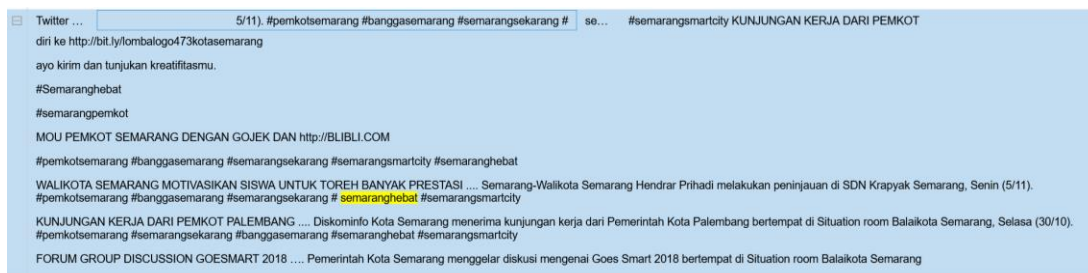 Twitter ... 5/11). #pemkotsemarang #banggasemarang #semarangsekarang # se... #semarangsmartcity KUNJUNGAN KERJA DARI PEMKOT
diri ke http://bit.ly/lombalogo473kotasemarang
ayo kirim dan tunjukan kreatifitasmu.
#Semaranghebat
#semarangpemkot
MOU PEMKOT SEMARANG DENGAN GOJEK DAN http://BLIBLI.COM
#pemkotsemarang #banggasemarang #semarangsekarang #semarangsmartcity #semaranghebat
WALIKOTA SEMARANG MOTIVASIKAN SISWA UNTUK TOREH BANYAK PRESTASI .... Semarang-Walikota Semarang Hendrar Prihadi melakukan peninjauan di SDN Krapyak Semarang, Senin (5/11).
#pemkotsemarang #banggasemarang #semarangsekarang # semaranghebat #semarangsmartcity
KUNJUNGAN KERJA DARI PEMKOT PALEMBANG .... Diskominfo Kota Semarang menerima kunjungan kerja dari Pemerintah Kota Palembang bertempat di Situation room Balaikota Semarang, Selasa (30/10).
#pemkotsemarang #semarangsekarang #banggasemarang #semaranghebat #semarangsmartcity
FORUM GROUP DISCUSSION GOESMART 2018 .... Pemerintah Kota Semarang menggelar diskusi mengenai Goes Smart 2018 bertempat di Situation room Balaikota Semarang